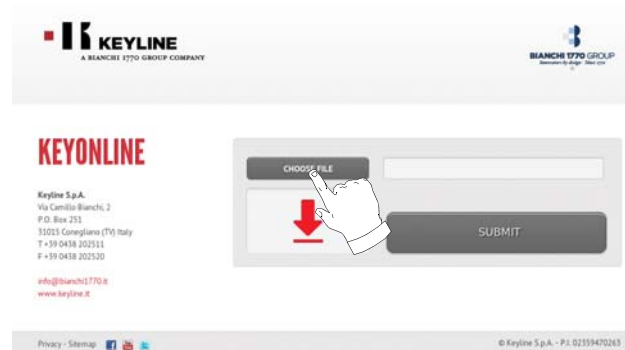 KEYLINE
A BIANCHI 1770 GROUP COMPANY
BIANCHI 1770 GROUP
KEYONLINE
CHOOSE FILE
SUBMIT
Keyline S.p.A.
Via Camillo Bianchi, 2
P.O. Box 251
31015 Conegliano (TV) Italy
T +39 0438 202511
F +39 0438 202520
info@bianchi1770.it
www.keyline.it
Privacy - Sitemap
© Keyline S.p.A. - P.I. 02359470263